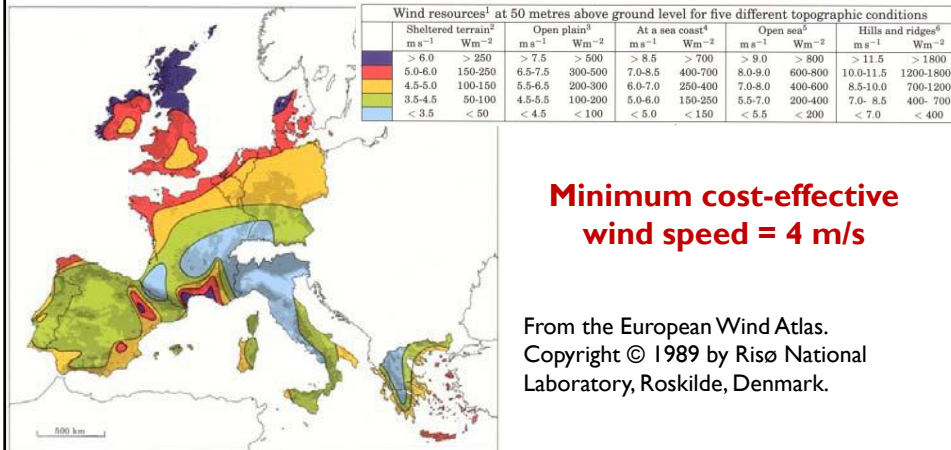 Wind resources¹ at 50 metres above ground level for five different topographic conditions
Sheltered terrain² Open plain³ At a sea coast⁴ Open sea⁵ Hills and ridges⁶
m s⁻¹ Wm⁻² m s⁻¹ Wm⁻² m s⁻¹ Wm⁻² m s⁻¹ Wm⁻² m s⁻¹ Wm⁻²
> 6.0 > 250 > 7.5 > 500 > 8.5 > 700 > 9.0 > 800 > 11.5 > 1800
5.0-6.0 150-250 6.5-7.5 300-500 7.0-8.5 400-700 8.0-9.0 600-800 10.0-11.5 1200-1800
4.5-5.0 100-150 5.5-6.5 200-300 6.0-7.0 250-400 7.0-8.0 400-600 8.5-10.0 700-1200
3.5-4.5 50-100 4.5-5.5 100-200 5.0-6.0 150-250 5.5-7.0 200-400 7.0- 8.5 400- 700
< 3.5 < 50 < 4.5 < 100 < 5.0 < 150 < 5.5 < 200 < 7.0 < 400
Minimum cost-effective
wind speed = 4 m/s
From the European Wind Atlas.
Copyright © 1989 by Risø National
Laboratory, Roskilde, Denmark.
500 km